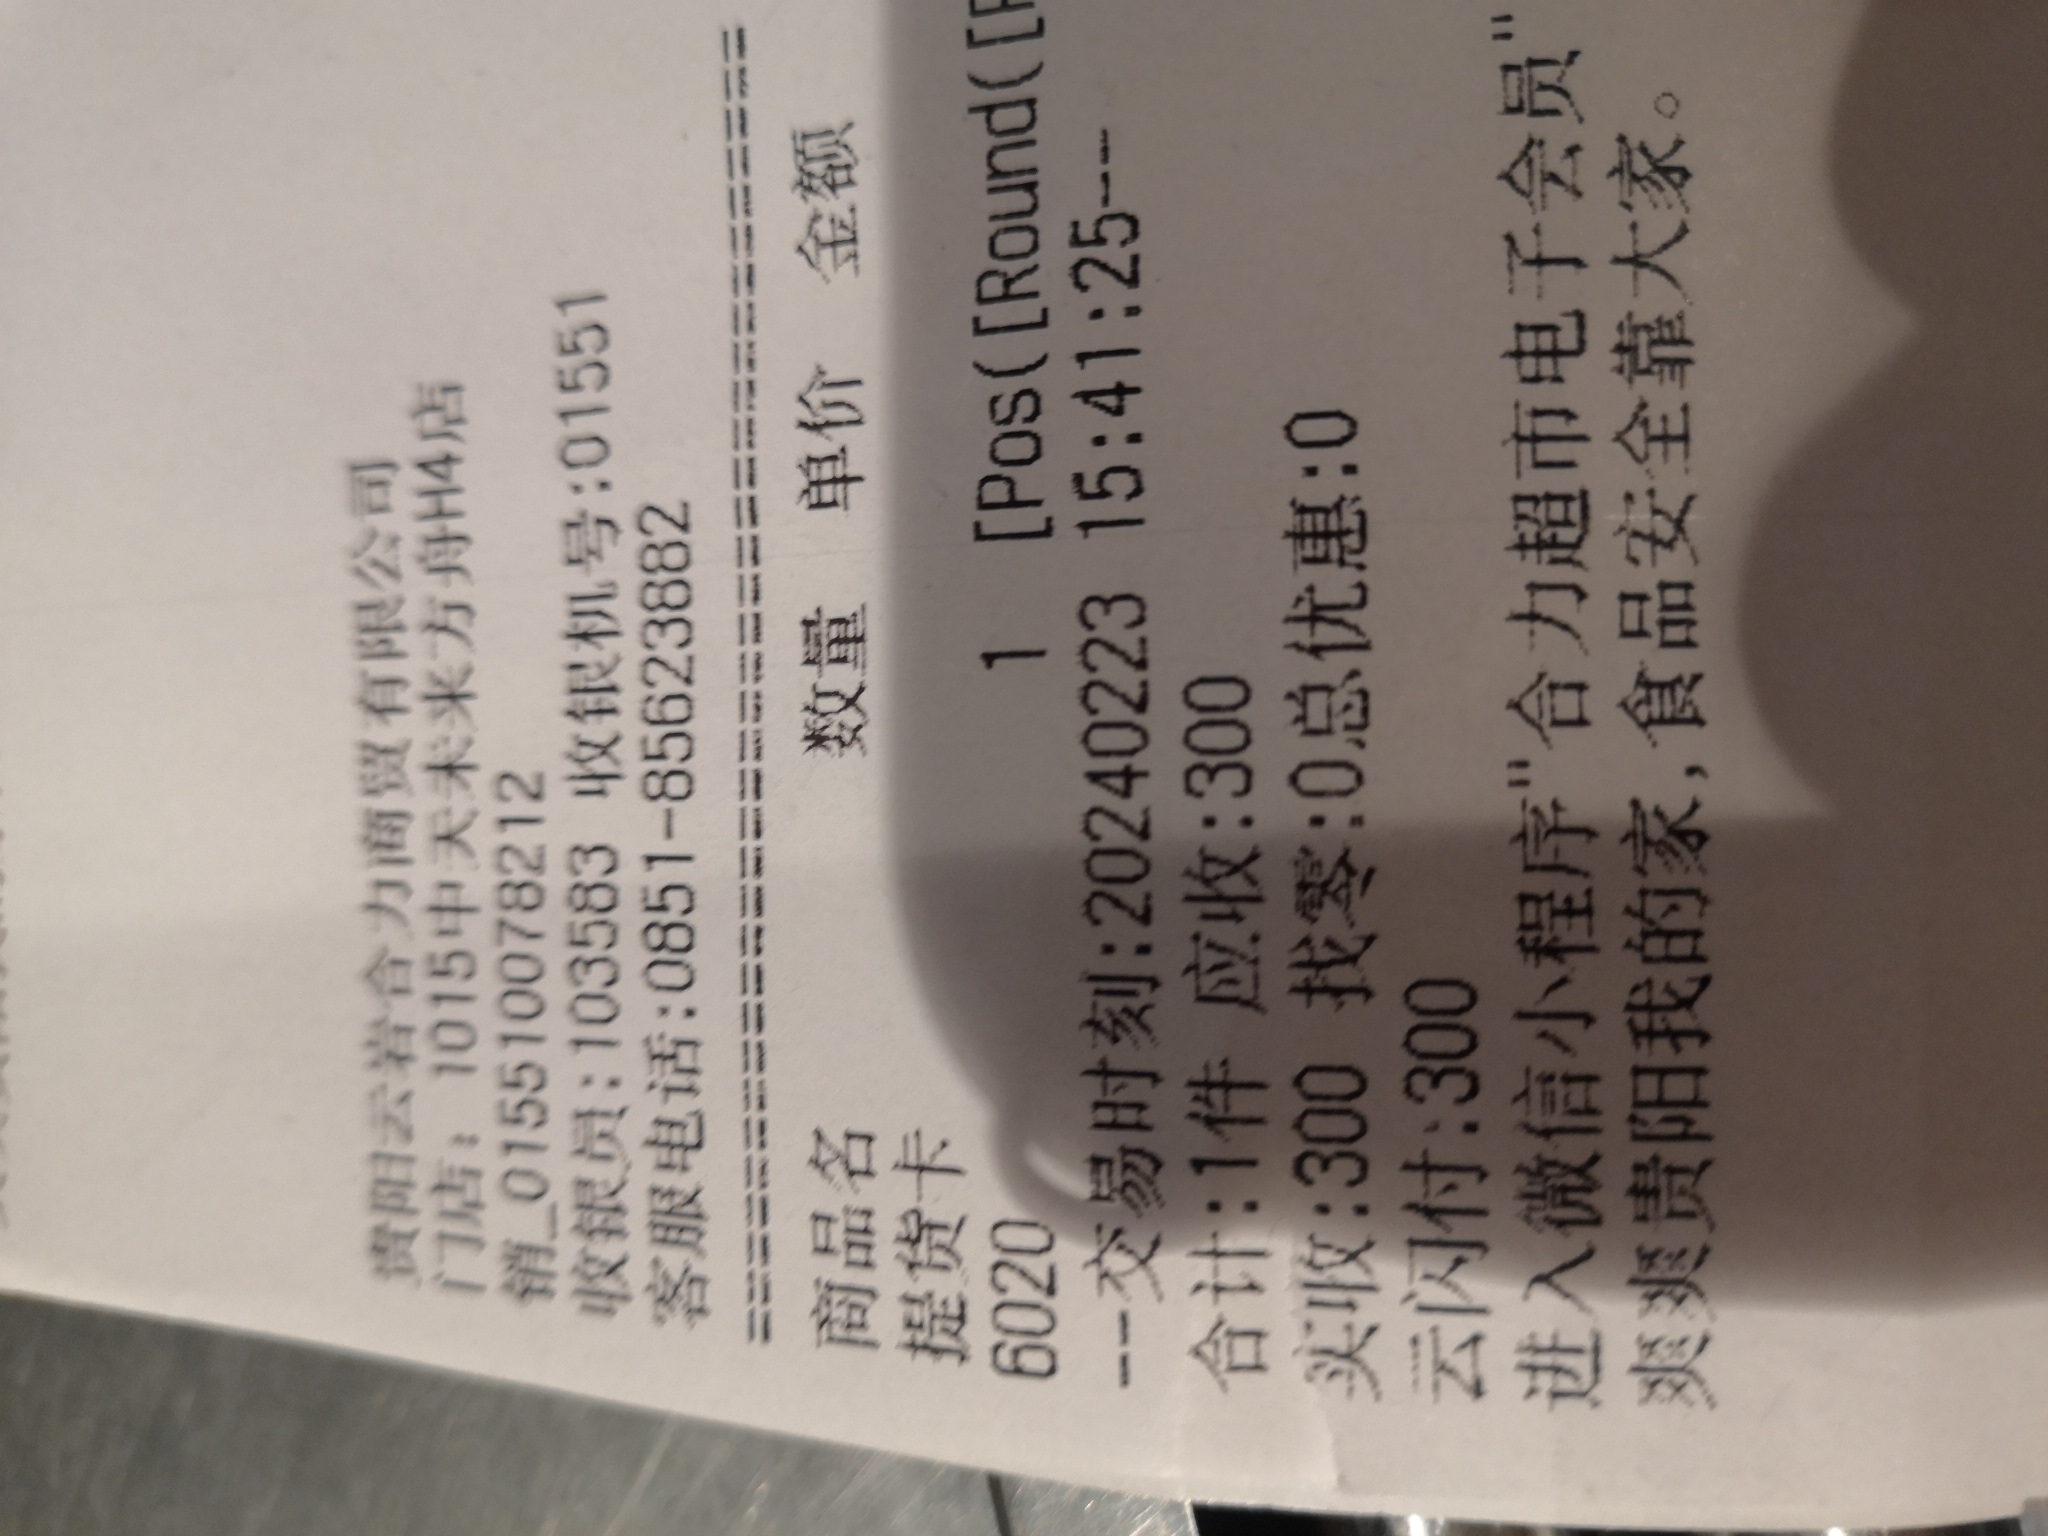 贵阳云岩合力商贸有限公司
门店：1015中天未来方舟H4店
销_015510078212
收银员：103583 收银机号:01551
客服电话:0851-85623882
==================================================
商品名 数量 单价 金额
提货卡
6020 1 [Pos([Round([R
--交易时刻:20240223 15:41:25---
合计:1件 应收:300
实收:300 找零:0总优惠:0
云闪付:300
进入微信小程序"合力超市电子会员"
爽爽贵阳我的家,食品安全靠大家。